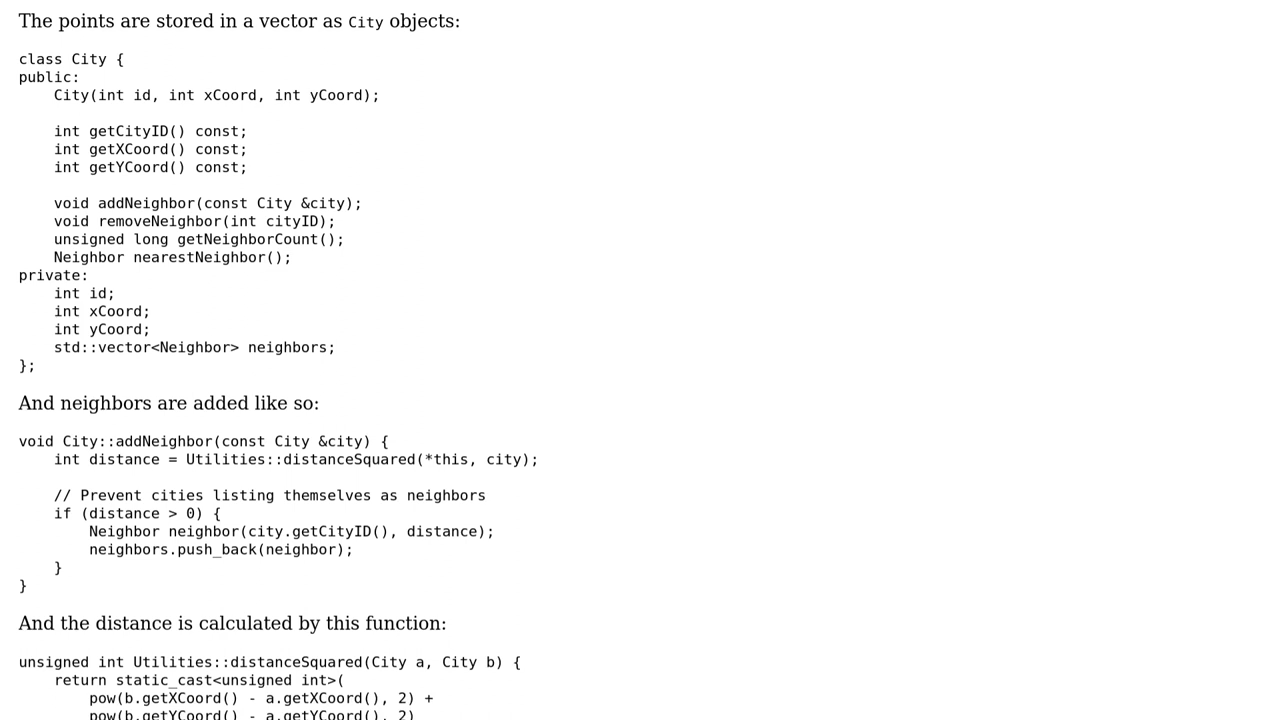 The points are stored in a vector as City objects:
class City {
public:
    City(int id, int xCoord, int yCoord);

    int getCityID() const;
    int getXCoord() const;
    int getYCoord() const;

    void addNeighbor(const City &city);
    void removeNeighbor(int cityID);
    unsigned long getNeighborCount();
    Neighbor nearestNeighbor();
private:
    int id;
    int xCoord;
    int yCoord;
    std::vector<Neighbor> neighbors;
};
And neighbors are added like so:
void City::addNeighbor(const City &city) {
    int distance = Utilities::distanceSquared(*this, city);

    // Prevent cities listing themselves as neighbors
    if (distance > 0) {
        Neighbor neighbor(city.getCityID(), distance);
        neighbors.push_back(neighbor);
    }
}
And the distance is calculated by this function:
unsigned int Utilities::distanceSquared(City a, City b) {
    return static_cast<unsigned int>(
        pow(b.getXCoord() - a.getXCoord(), 2) +
        pow(b.getYCoord() - a.getYCoord(), 2)